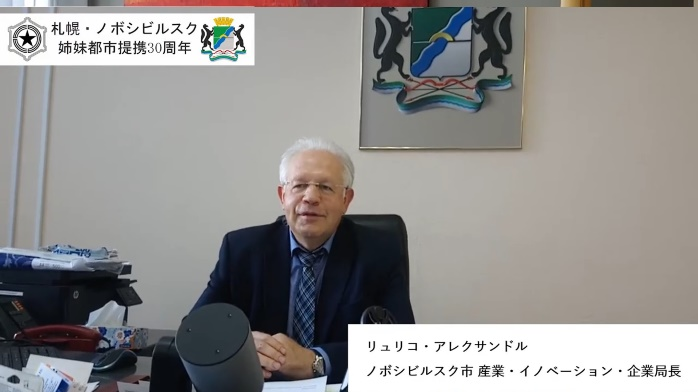 札幌・ノボシビルスク
姉妹都市提携30周年
リュリコ・アレクサンドル
ノボシビルスク市 産業・イノベーション・企業局長